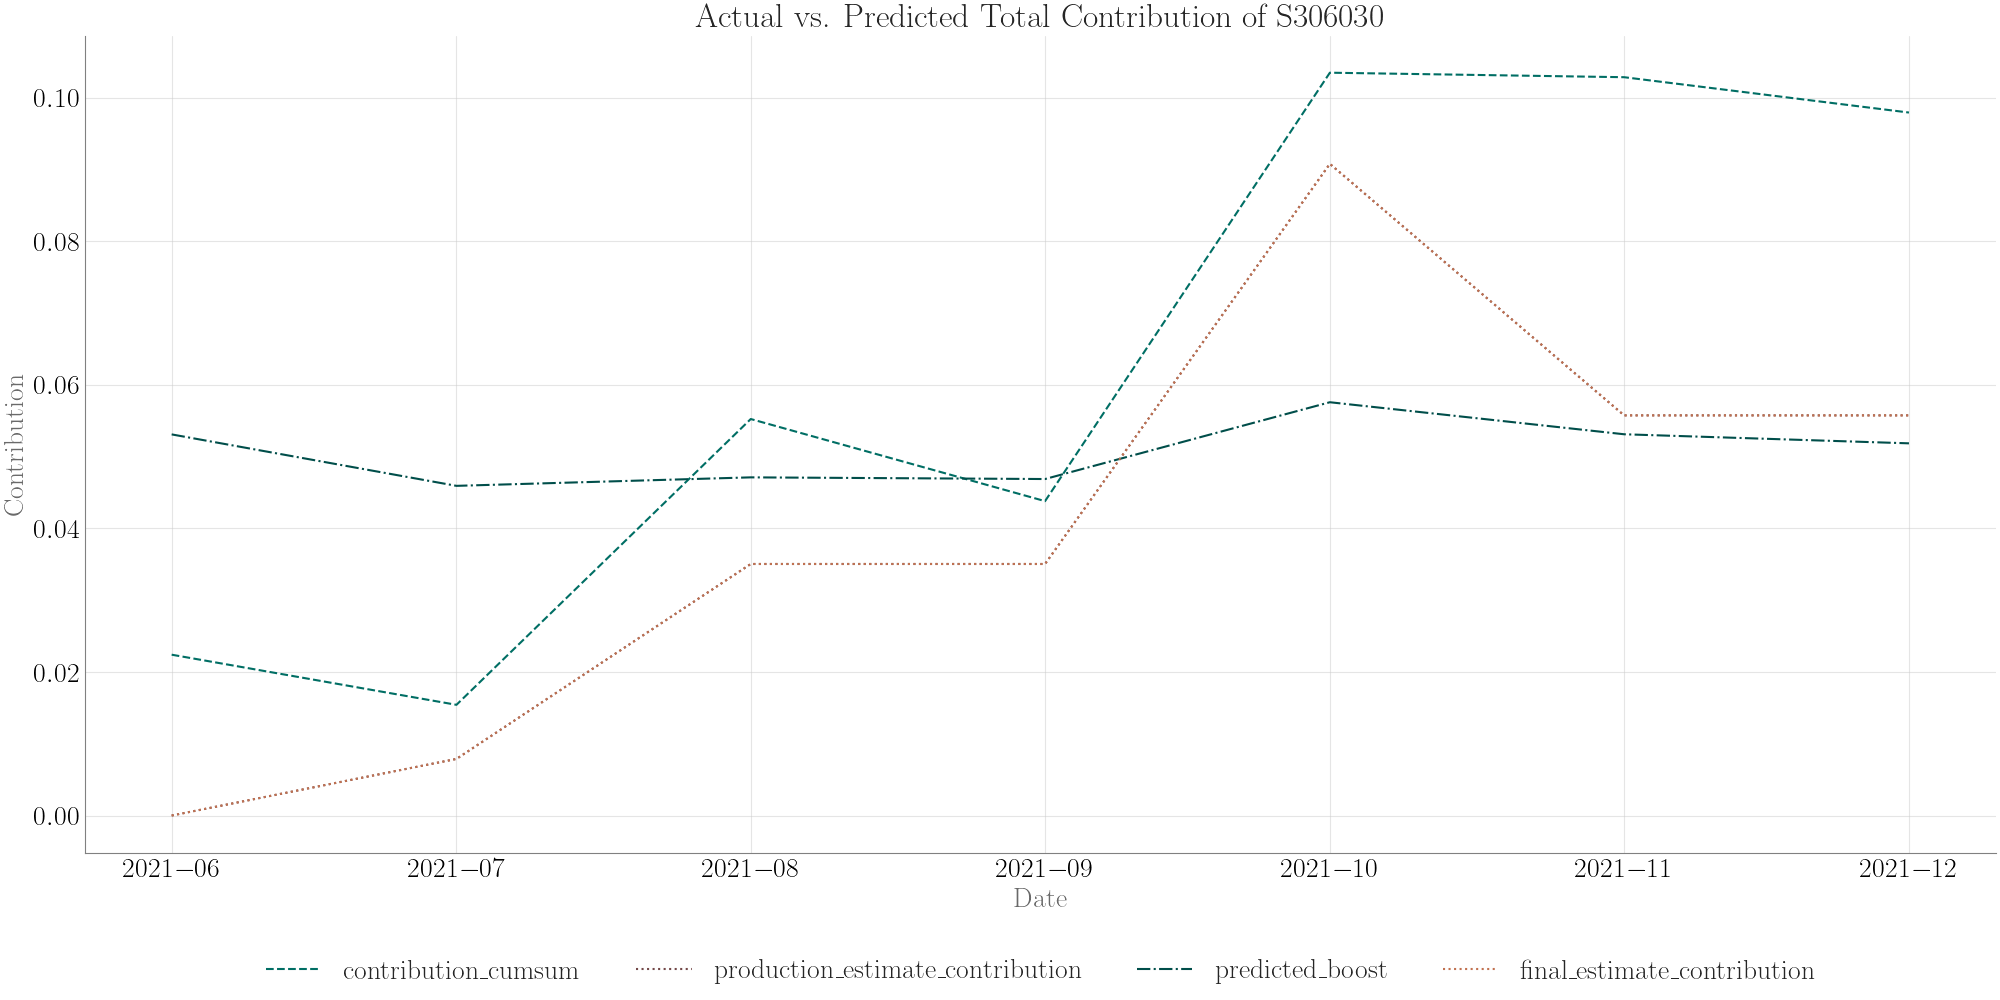 Actual vs. Predicted Total Contribution of S306030
0.10
0.08
0.06
0.04
0.02
0.00
Contribution
2021−06 2021−07 2021−08 2021−09 2021−10 2021−11 2021−12
Date
contribution_cumsum production_estimate_contribution predicted_boost final_estimate_contribution